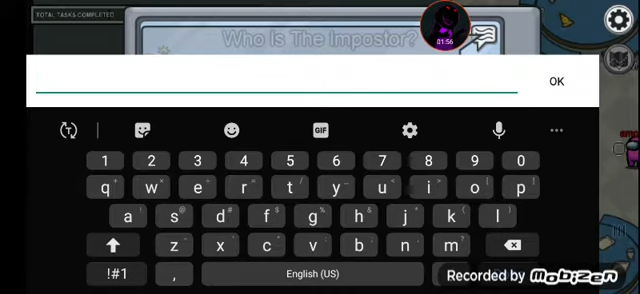 TOTAL TASKS COMPLETED
Who Is The Impostor?
01:56
OK
T
GIF
1 2 3 4 5 6 7 8 9 0
q w e r t y u i o p
a s d f g h j k l
z x c v b n m
!#1 , English (US)
Recorded by Mobizen